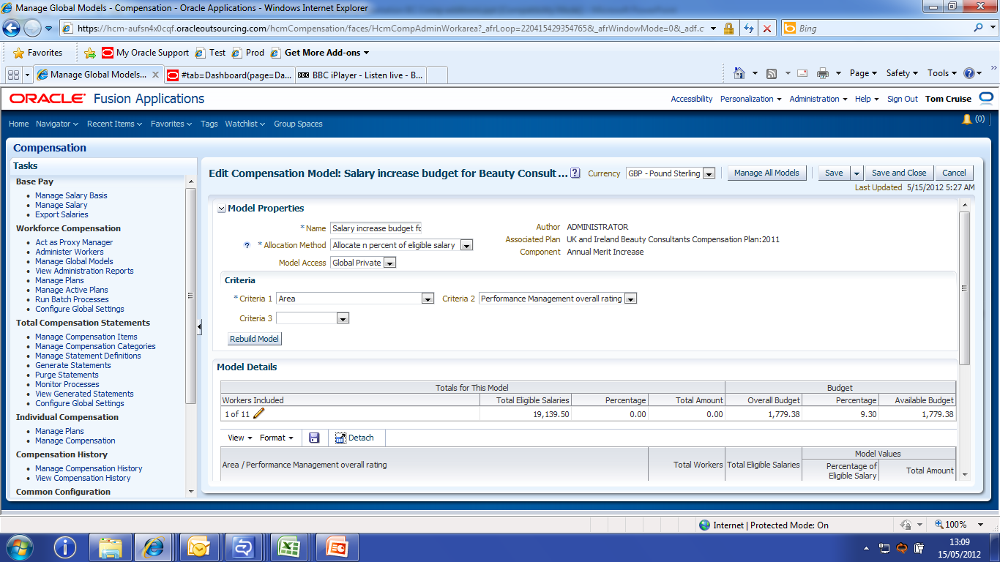 Manage Global Models - Compensation - Oracle Applications - Windows Internet Explorer
https://hcm-aufsn4x0cqf.oracleoutsourcing.com/hcmCompensation/faces/HcmCompAdminWorkarea?_afrLoop=220415429354705&_afrWindowMode=0&_adf.c
Bing
Favorites
My Oracle Support
Test
Prod
Get More Add-ons
Manage Global Models...
#tab=Dashboard(page=Da...
BBC iPlayer - Listen live - B...
Page
Safety
Tools
ORACLE Fusion Applications
Accessibility Personalization Administration Help Sign Out Tom Cruise
Home Navigator Recent Items Favorites Tags Watchlist Group Spaces
(0)
Compensation
Tasks
Base Pay
Manage Salary Basis
Manage Salary
Export Salaries
Workforce Compensation
Act as Proxy Manager
Administer Workers
Manage Global Models
View Administration Reports
Manage Plans
Manage Active Plans
Run Batch Processes
Configure Global Settings
Total Compensation Statements
Manage Compensation Items
Manage Compensation Categories
Manage Statement Definitions
Generate Statements
Purge Statements
Monitor Processes
View Generated Statements
Configure Global Settings
Individual Compensation
Manage Plans
Manage Compensation
Compensation History
Manage Compensation History
View Compensation History
Common Configuration
Edit Compensation Model: Salary increase budget for Beauty Consult ... Currency GBP - Pound Sterling Manage All Models Save Save and Close Cancel
Last Updated 5/15/2012 5:27 AM
Model Properties
* Name Salary increase budget fo
* Allocation Method Allocate n percent of eligible salary
Model Access Global Private
Author ADMINISTRATOR
Associated Plan UK and Ireland Beauty Consultants Compensation Plan:2011
Component Annual Merit Increase
Criteria
* Criteria 1 Area Criteria 2 Performance Management overall rating
Criteria 3
Rebuild Model
Model Details
Totals for This Model Budget
Workers Included Total Eligible Salaries Percentage Total Amount Overall Budget Percentage Available Budget
1 of 11 19,139.50 0.00 0.00 1,779.38 9.30 1,779.38
View Format Detach
Area / Performance Management overall rating Total Workers Total Eligible Salaries
Model Values
Percentage of Eligible Salary Total Amount
Internet | Protected Mode: On
100%
13:09
15/05/2012